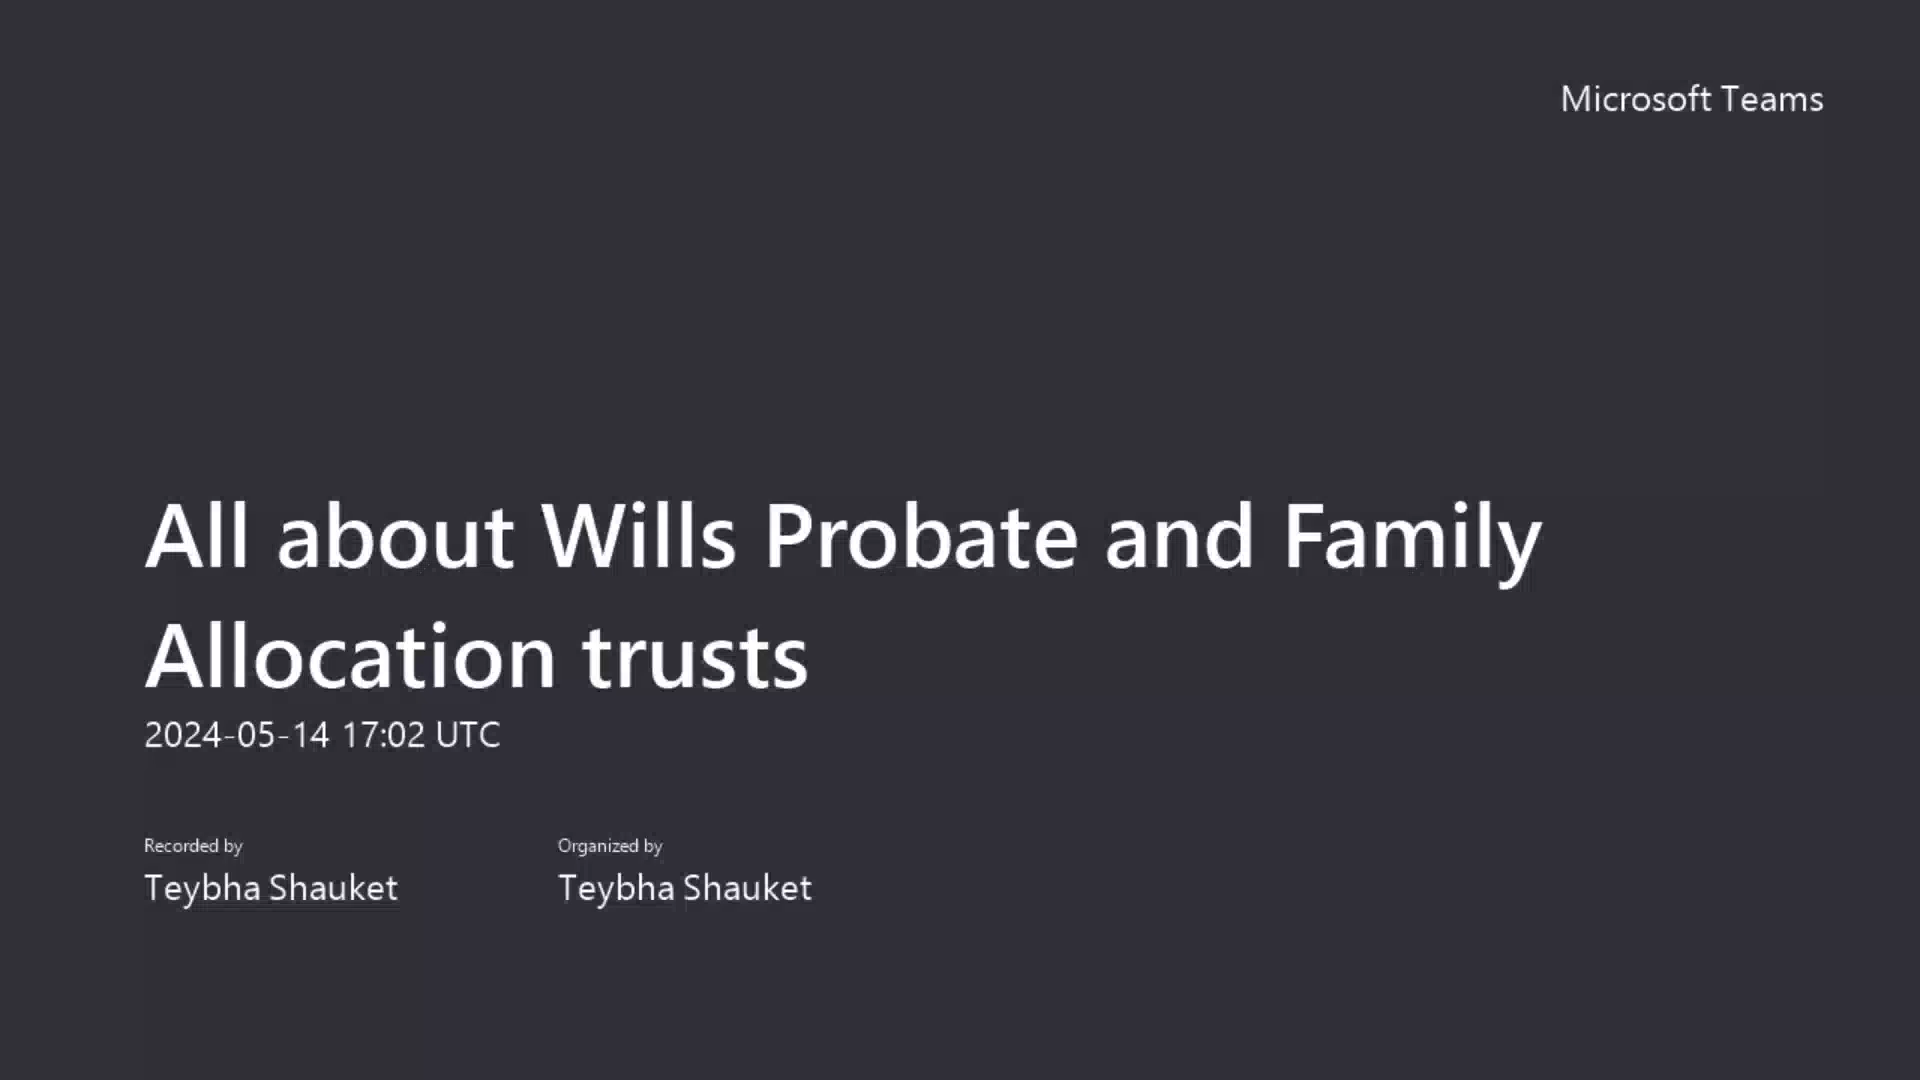 Microsoft Teams
All about Wills Probate and Family
Allocation trusts
2024-05-14 17:02 UTC
Recorded by
Organized by
Teybha Shauket
Teybha Shauket